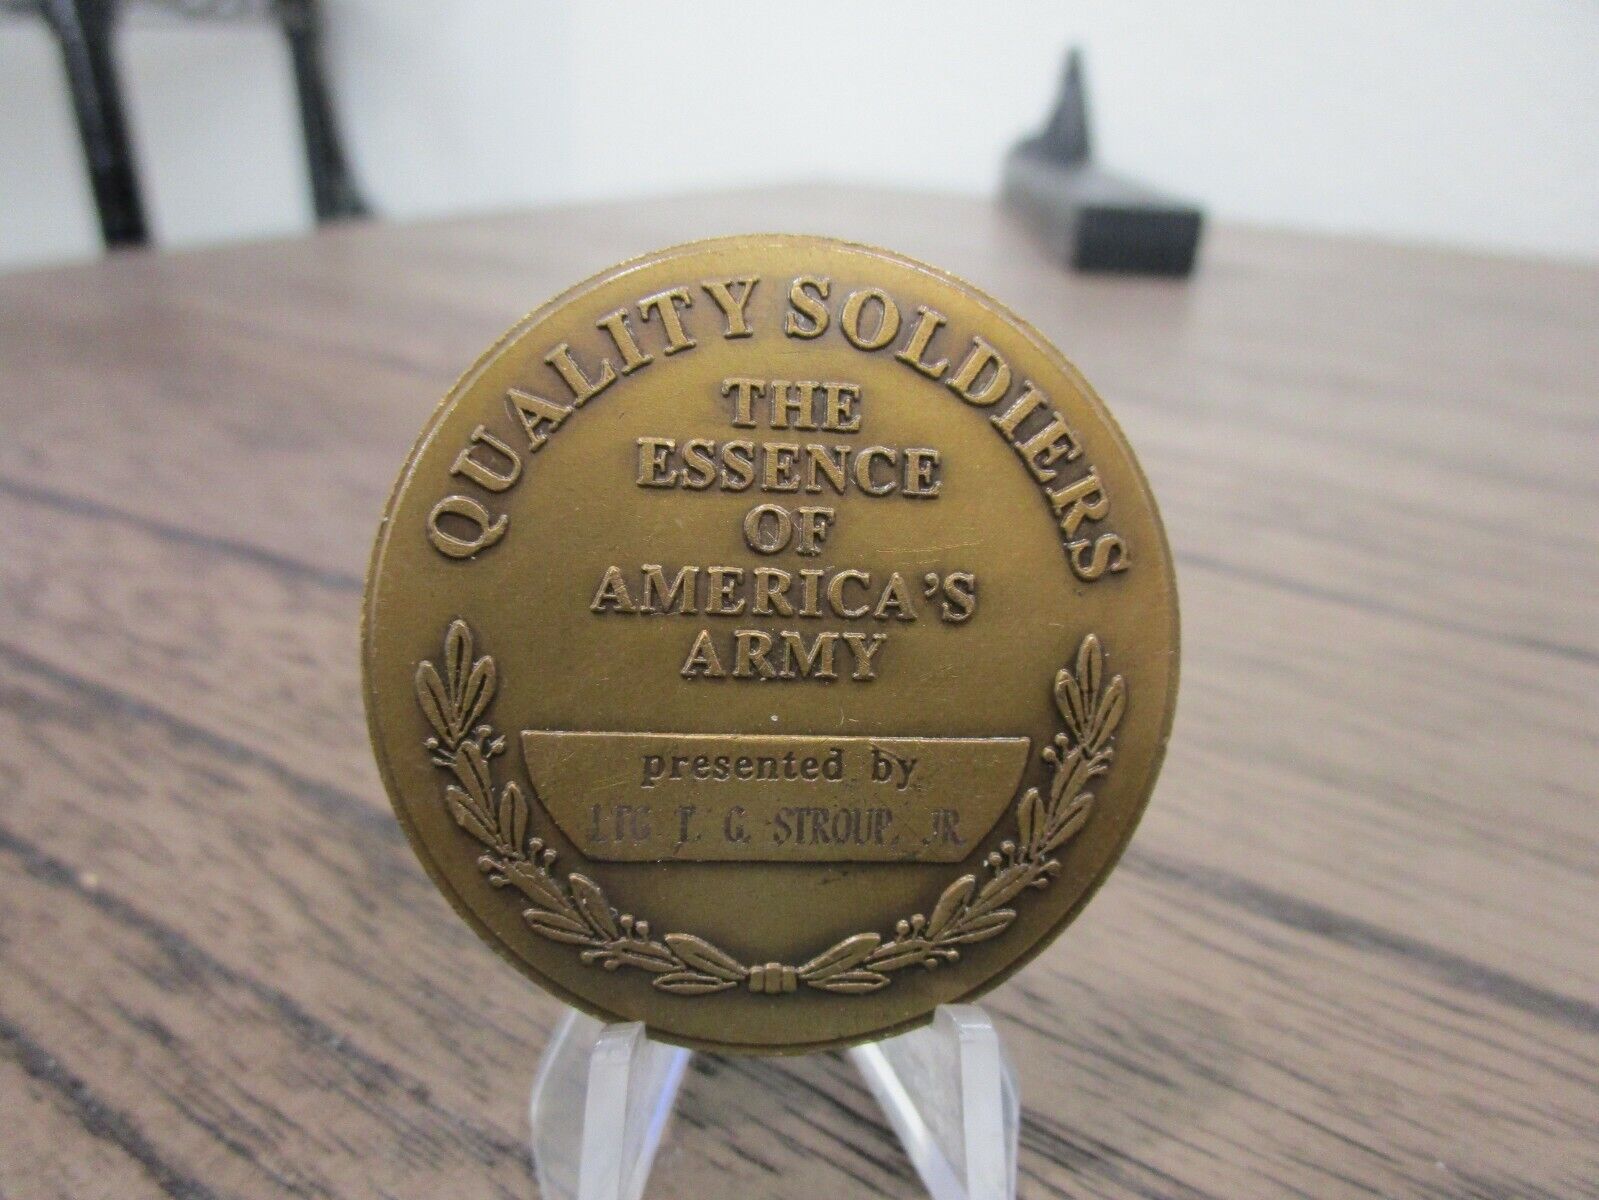 QUALITY SOLDIERS
THE
ESSENCE
OF
AMERICA'S
ARMY
presented by
LTG T. G. STROUP, JR.